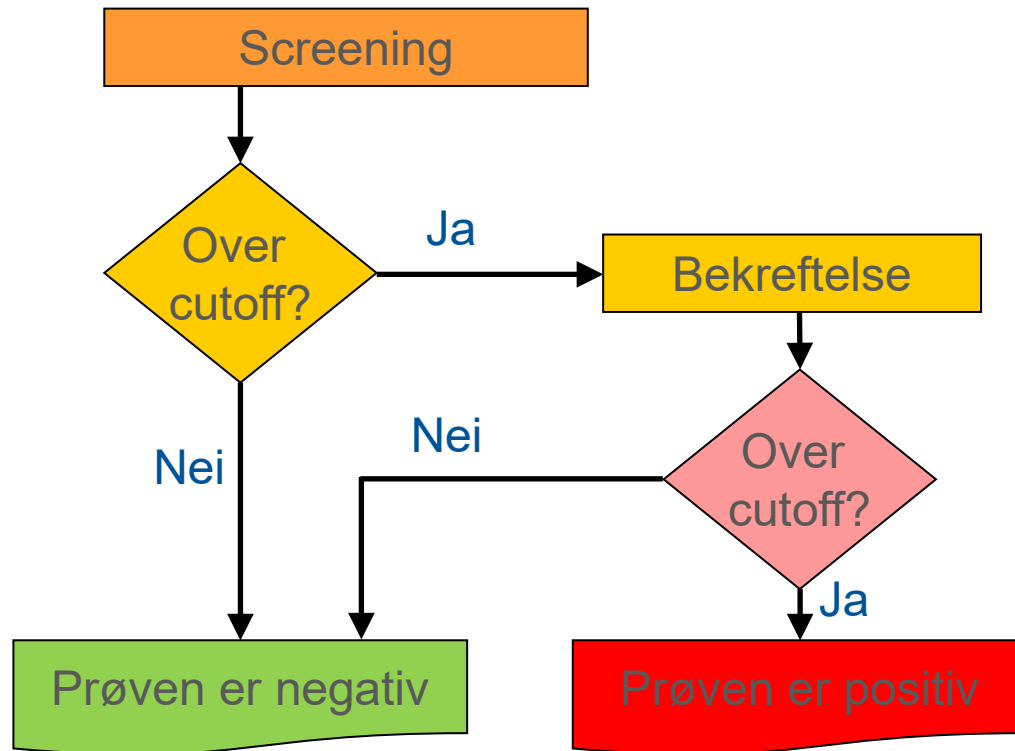 Screening
Over
cutoff?
Ja
Bekreftelse
Nei
Nei
Over
cutoff?
Ja
Prøven er negativ
Prøven er positiv